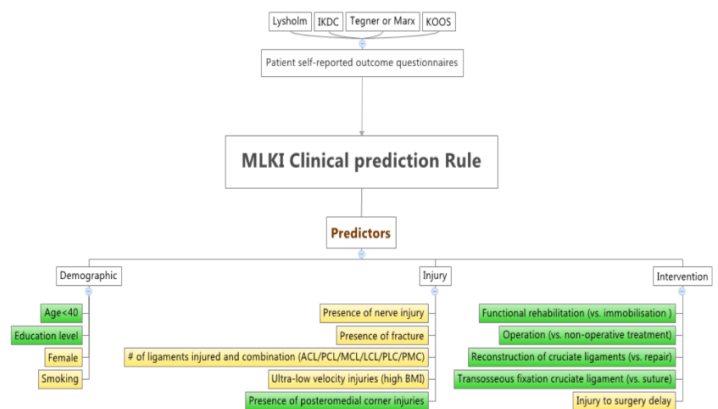 Lysholm IKDC Tegner or Marx KOOS
Patient self-reported outcome questionnaires
MLKI Clinical prediction Rule
Predictors
Demographic
Age<40
Education level
Female
Smoking
Injury
Presence of nerve injury
Presence of fracture
# of ligaments injured and combination (ACL/PCL/MCL/LCL/PLC/PMC)
Ultra-low velocity injuries (high BMI)
Presence of posteromedial corner injuries
Intervention
Functional rehabilitation (vs. immobilisation )
Operation (vs. non-operative treatment)
Reconstruction of cruciate ligaments (vs. repair)
Transosseous fixation cruciate ligament (vs. suture)
Injury to surgery delay